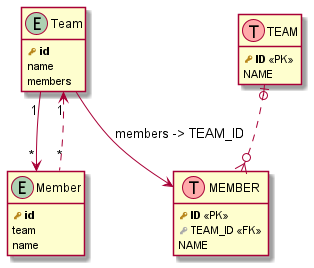 E Team
id
name
members
T TEAM
ID «PK»
NAME
1
1
members -> TEAM_ID
*
*
E Member
id
team
name
T MEMBER
ID «PK»
TEAM_ID «FK»
NAME